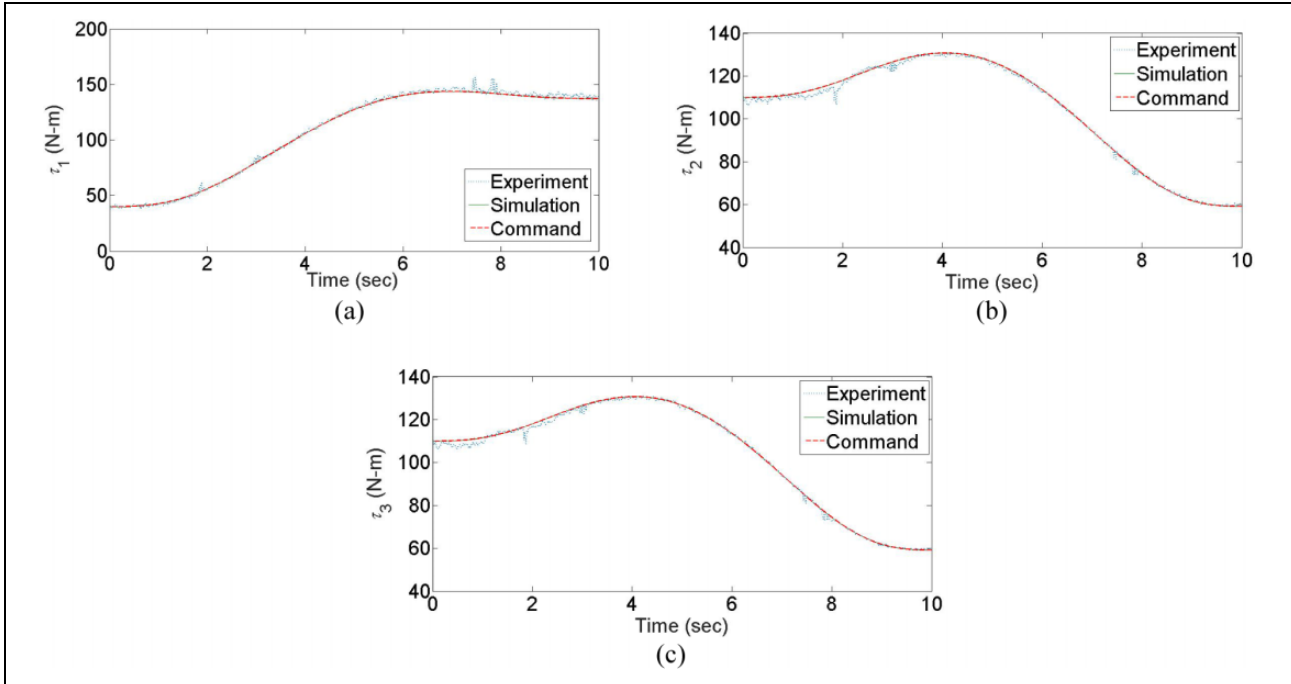 200
150
100
50
0
τ1 (N-m)
Experiment
Simulation
Command
0 2 4 6 8 10
Time (sec)
(a)
140
120
100
80
60
40
τ2 (N-m)
Experiment
Simulation
Command
0 2 4 6 8 10
Time (sec)
(b)
140
120
100
80
60
40
τ3 (N-m)
Experiment
Simulation
Command
0 2 4 6 8 10
Time (sec)
(c)